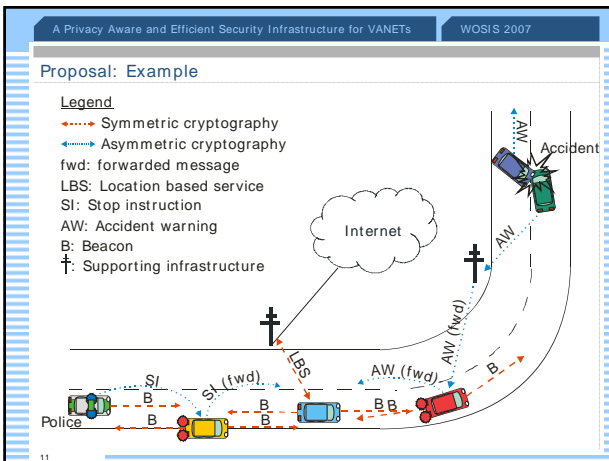 A Privacy Aware and Efficient Security Infrastructure for VANETs
WOSIS 2007
Proposal: Example
Legend
Symmetric cryptography
Asymmetric cryptography
fwd: forwarded message
LBS: Location based service
SI: Stop instruction
AW: Accident warning
B: Beacon
: Supporting infrastructure
AW
Accident
Internet
AW
AW (fwd)
LBS
B
SI
SI (fwd)
AW (fwd)
B
B
B
B
Police
B
B
11